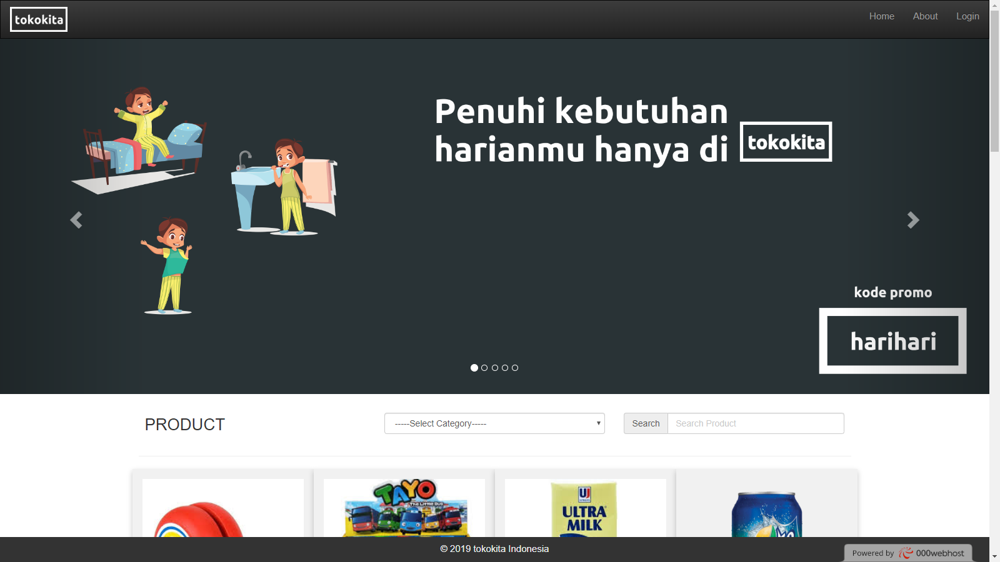 tokokita
Home About Login
Penuhi kebutuhan
harianmu hanya di tokokita
kode promo
harihari
PRODUCT
-----Select Category-----
Search
Search Product
TAYO
The Little Bus
ULTRA
MILK
© 2019 tokokita Indonesia
Powered by 000webhost